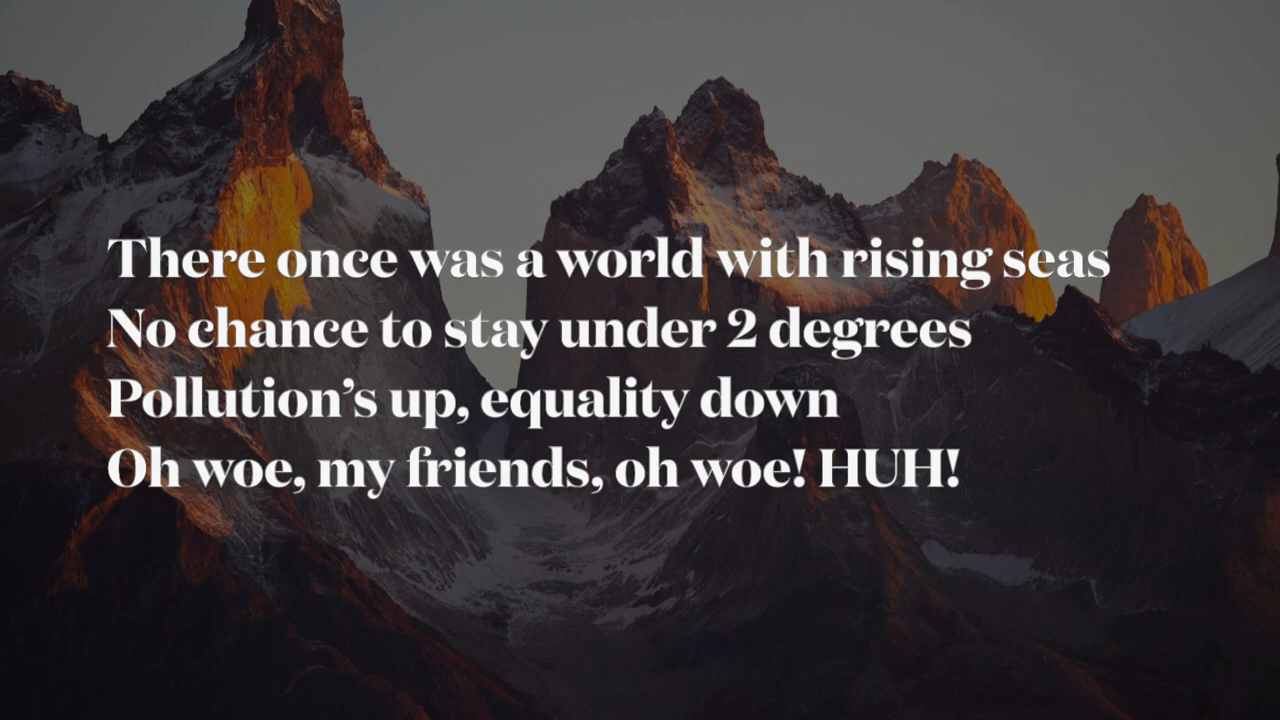 There once was a world with rising seas
No chance to stay under 2 degrees
Pollution’s up, equality down
Oh woe, my friends, oh woe! HUH!